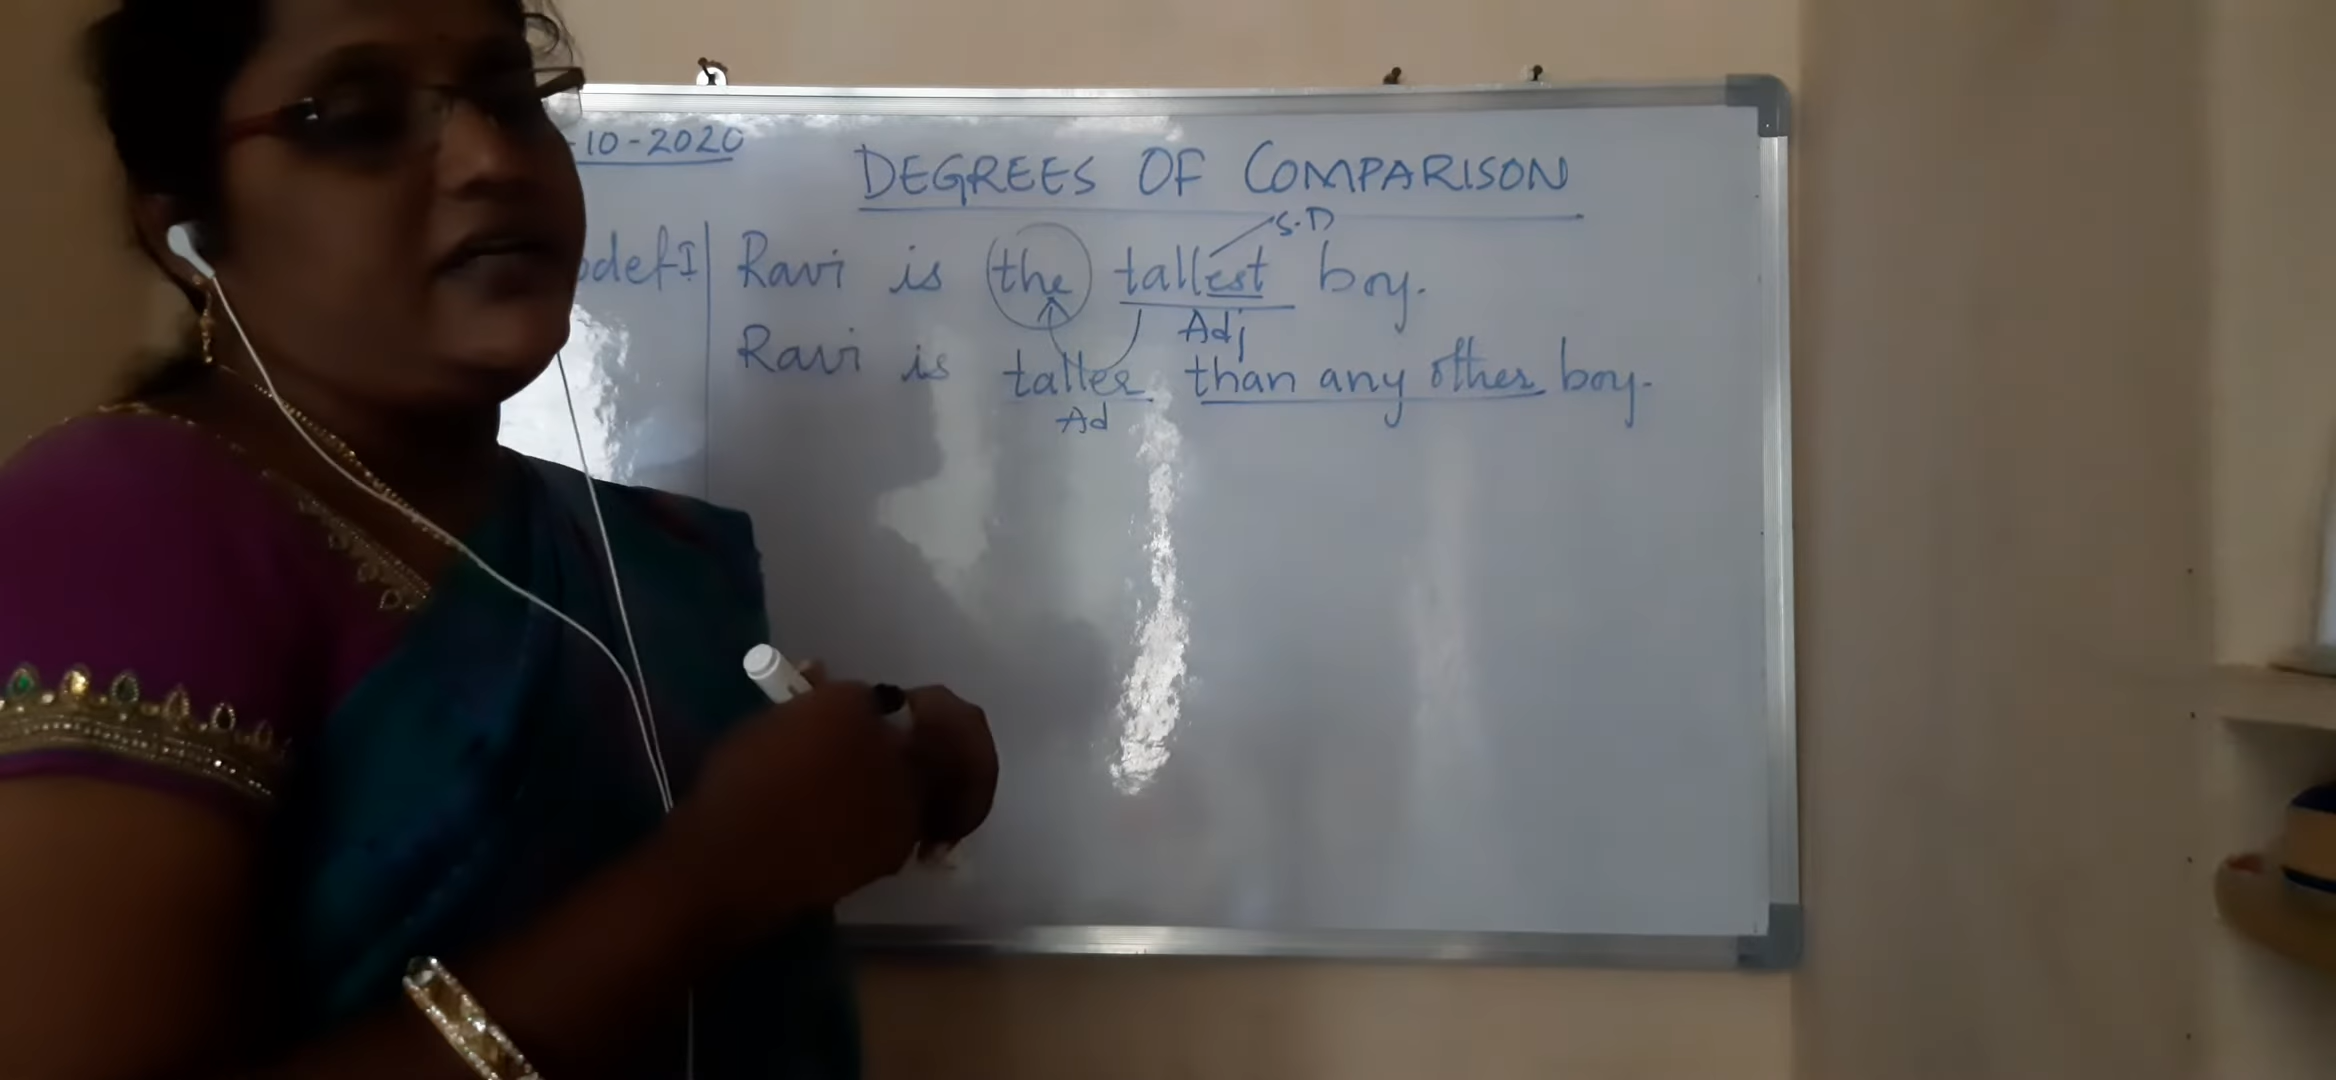 -10-2020
DEGREES OF COMPARISON
S.D
odel-I Ravi is the tallest boy.
Adj
Ravi is taller than any other boy.
Ad